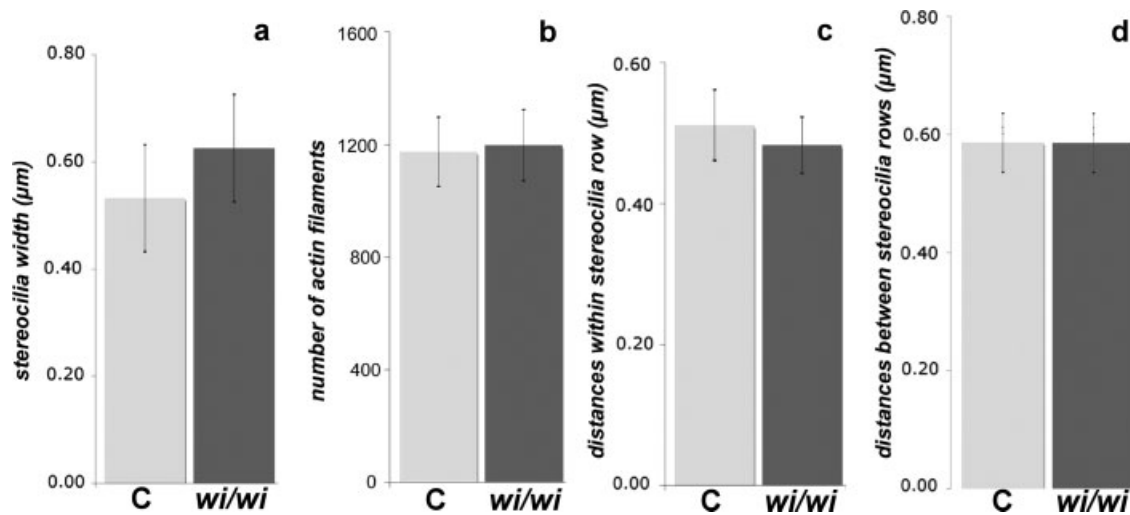 a
stereocilia width (µm)
0.80
0.60
0.40
0.20
0.00
C wi/wi
b
number of actin filaments
1600
1200
800
400
0
C wi/wi
c
distances within stereocilia row (µm)
0.60
0.40
0.20
0.00
C wi/wi
d
distances between stereocilia rows (µm)
0.80
0.60
0.40
0.20
0.00
C wi/wi